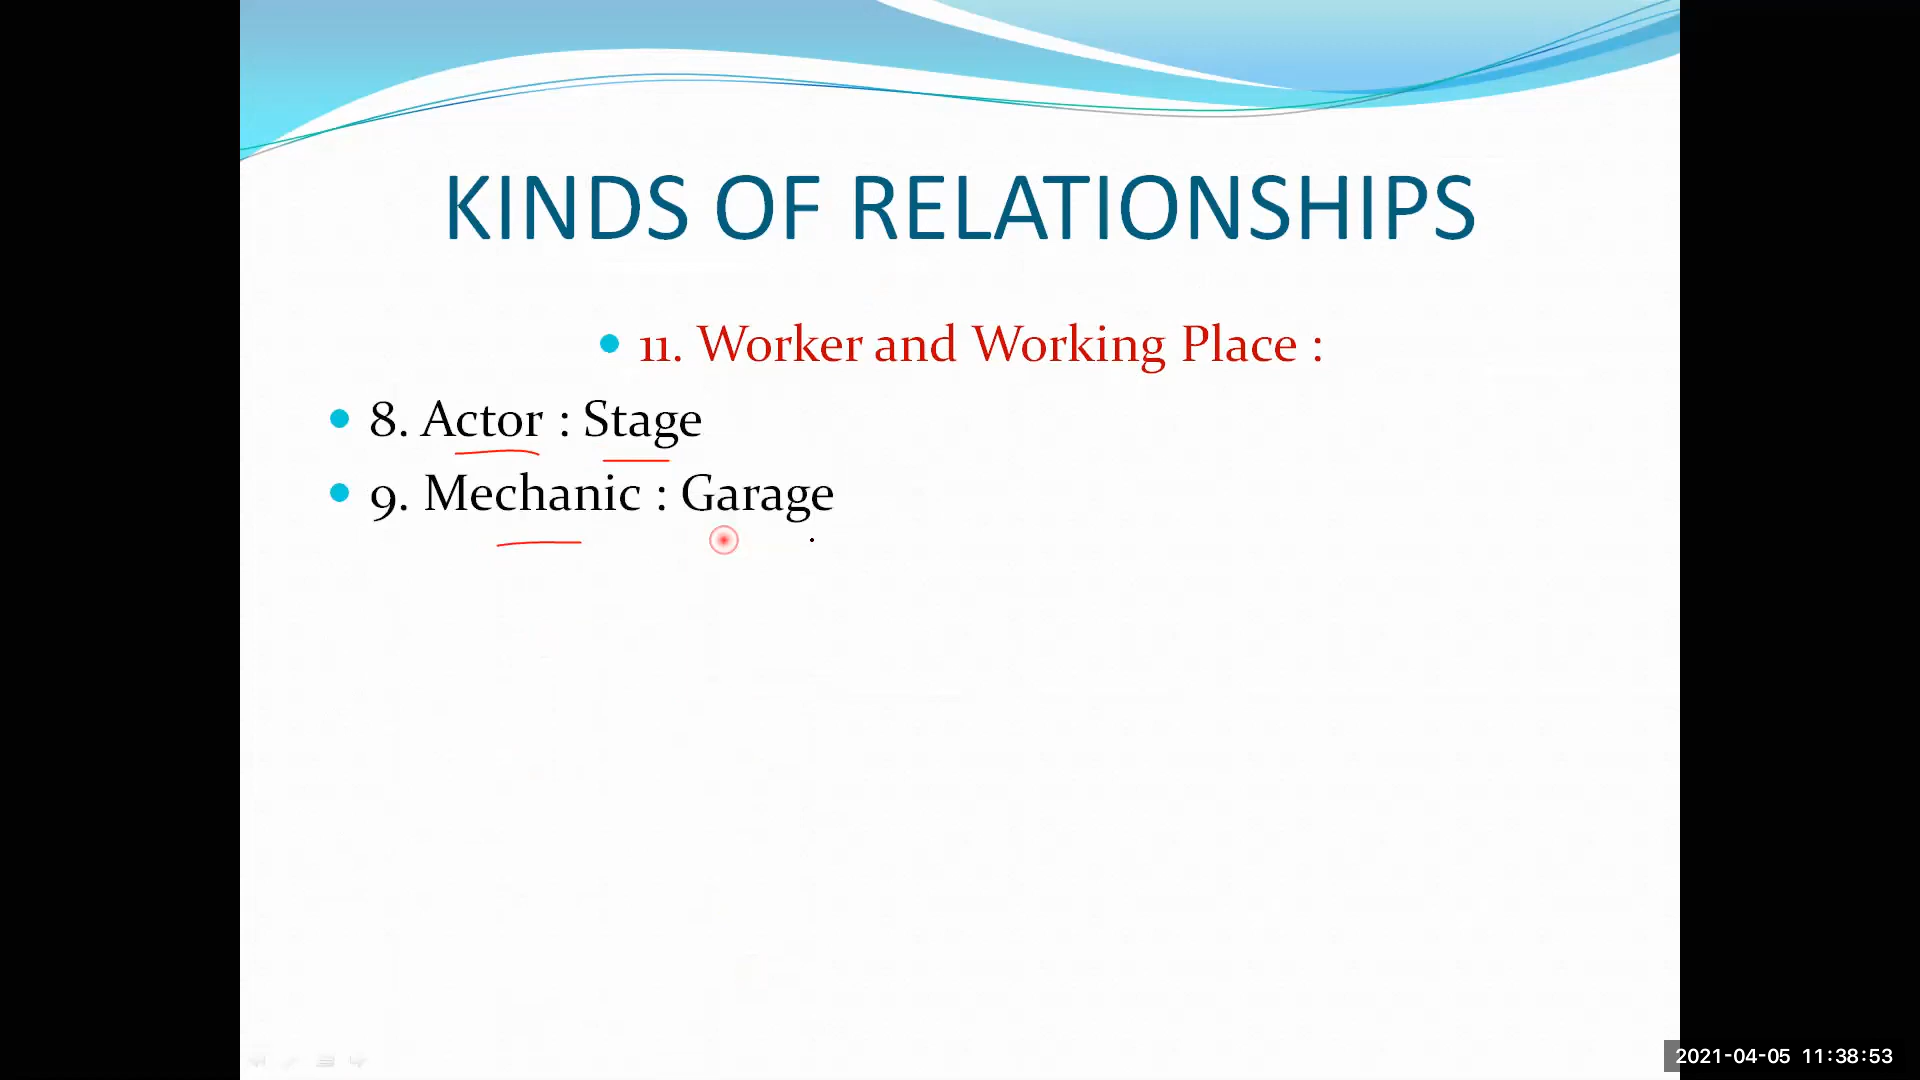 KINDS OF RELATIONSHIPS
11. Worker and Working Place :
8. Actor : Stage
9. Mechanic : Garage
2021-04-05 11:38:53